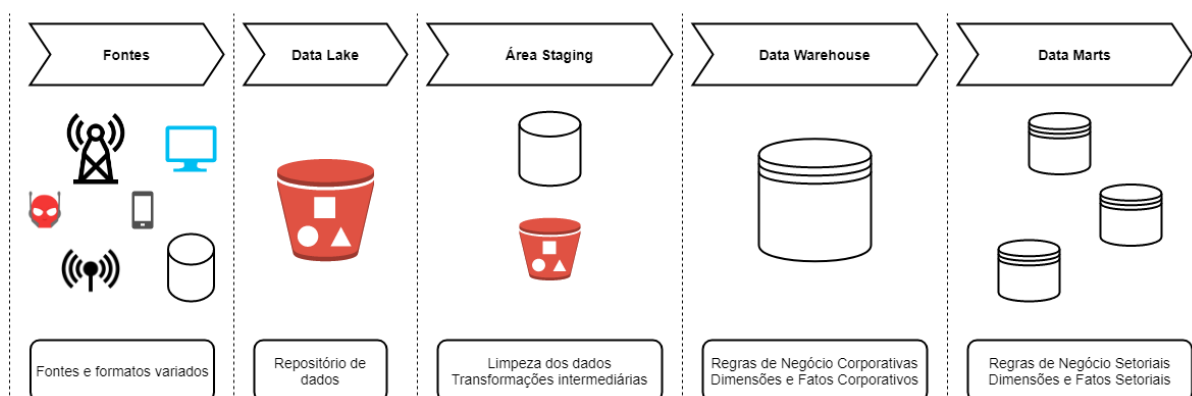 Fontes
Data Lake
Área Staging
Data Warehouse
Data Marts
Fontes e formatos variados
Repositório de
dados
Limpeza dos dados
Transformações intermediárias
Regras de Negócio Corporativas
Dimensões e Fatos Corporativos
Regras de Negócio Setoriais
Dimensões e Fatos Setoriais